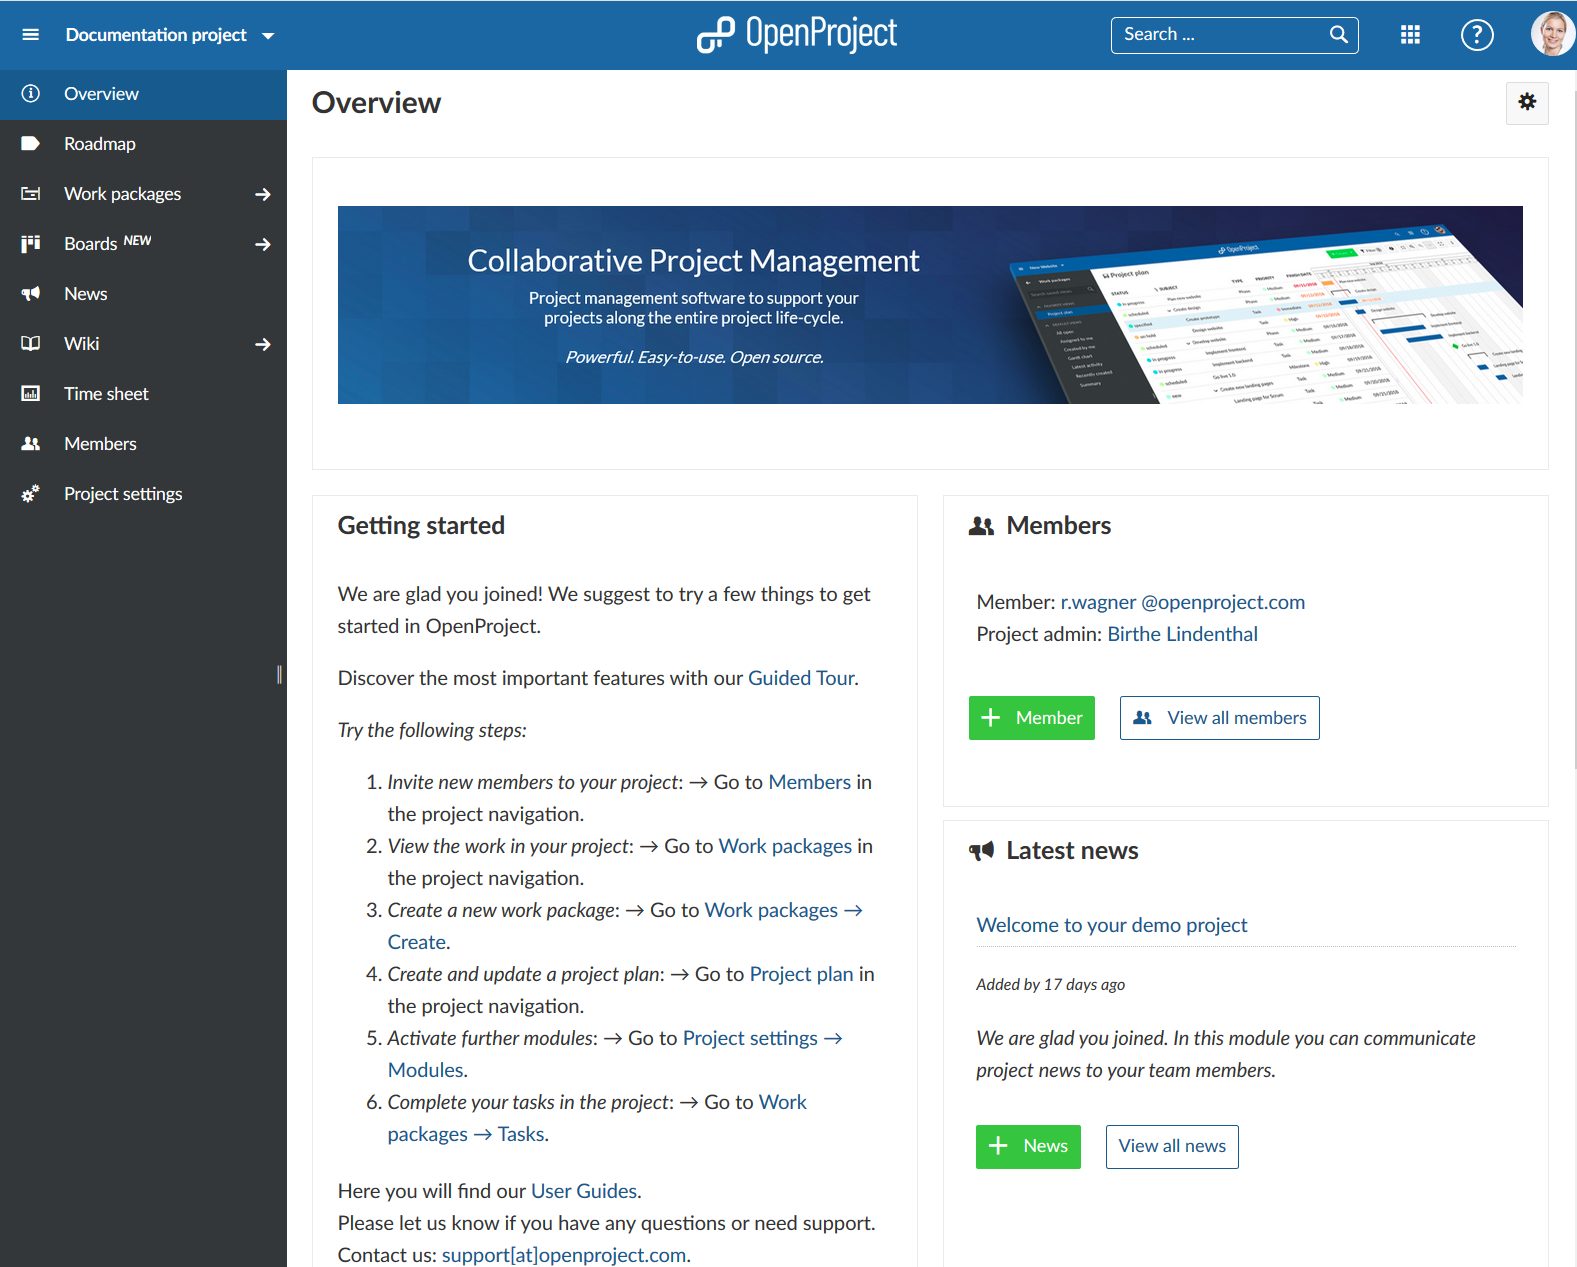 Documentation project
OpenProject
Search ...
?
Overview
Roadmap
Work packages
Boards NEW
News
Wiki
Time sheet
Members
Project settings
Overview
Collaborative Project Management
Project management software to support your
projects along the entire project life-cycle.
Powerful. Easy-to-use. Open source.
OpenProject
Work packages
Project plan
STATUS
SUBJECT
TYPE
PRIORITY
FINISH DATE
Getting started
We are glad you joined! We suggest to try a few things to get
started in OpenProject.
Discover the most important features with our Guided Tour.
Try the following steps:
1. Invite new members to your project: → Go to Members in
the project navigation.
2. View the work in your project: → Go to Work packages in
the project navigation.
3. Create a new work package: → Go to Work packages →
Create.
4. Create and update a project plan: → Go to Project plan in
the project navigation.
5. Activate further modules: → Go to Project settings →
Modules.
6. Complete your tasks in the project: → Go to Work
packages → Tasks.
Here you will find our User Guides.
Please let us know if you have any questions or need support.
Contact us: support[at]openproject.com.
Members
Member: r.wagner @openproject.com
Project admin: Birthe Lindenthal
+ Member
View all members
Latest news
Welcome to your demo project
Added by 17 days ago
We are glad you joined. In this module you can communicate
project news to your team members.
+ News
View all news